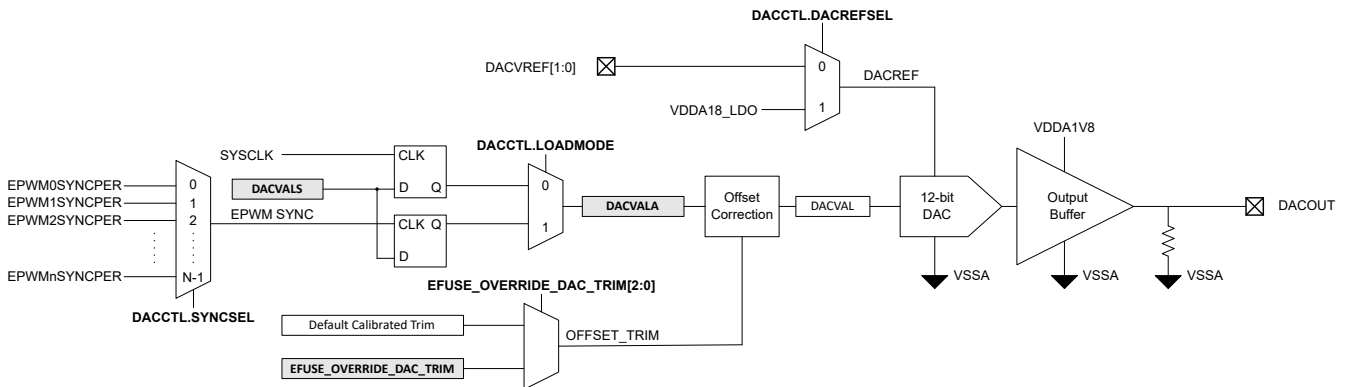 DACCTL.DACREFSEL
DACVREF[1:0]
0
DACREF
VDDA18_LDO
1
VDDA1V8
SYSCLK
CLK
DACCTL.LOADMODE
EPWM0SYNCPER
0
DACVALS
D
Q
0
EPWM1SYNCPER
1
DACVALA
Offset
Correction
DACVAL
12-bit
DAC
Output
Buffer
DACOUT
EPWM2SYNCPER
2
EPWM SYNC
CLK
Q
1
D
EPWMnSYNCPER
N-1
VSSA
VSSA
VSSA
EFUSE_OVERRIDE_DAC_TRIM[2:0]
DACCTL.SYNCSEL
Default Calibrated Trim
OFFSET_TRIM
EFUSE_OVERRIDE_DAC_TRIM